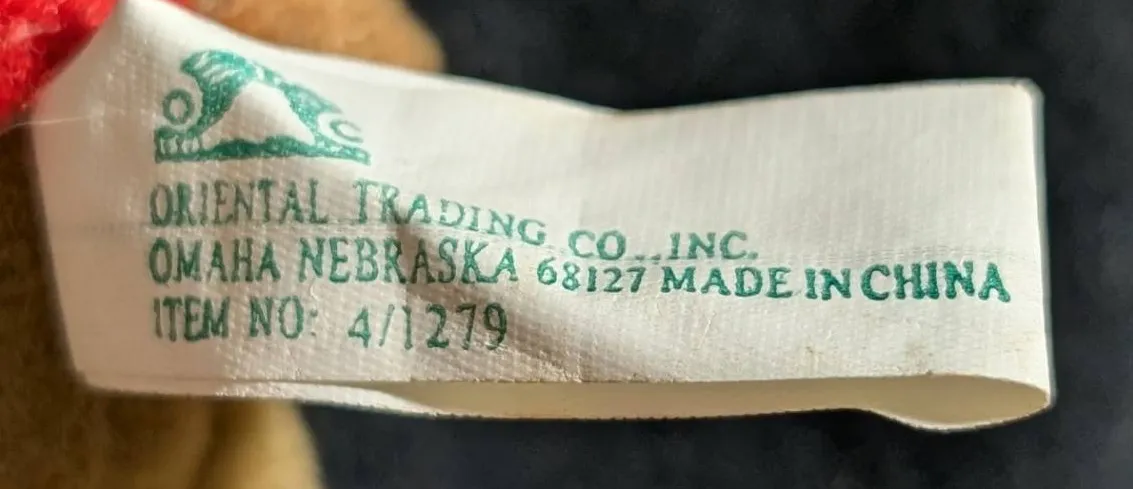 O C
ORIENTAL TRADING CO., INC.
OMAHA NEBRASKA 68127 MADE IN CHINA
ITEM NO: 4/1279